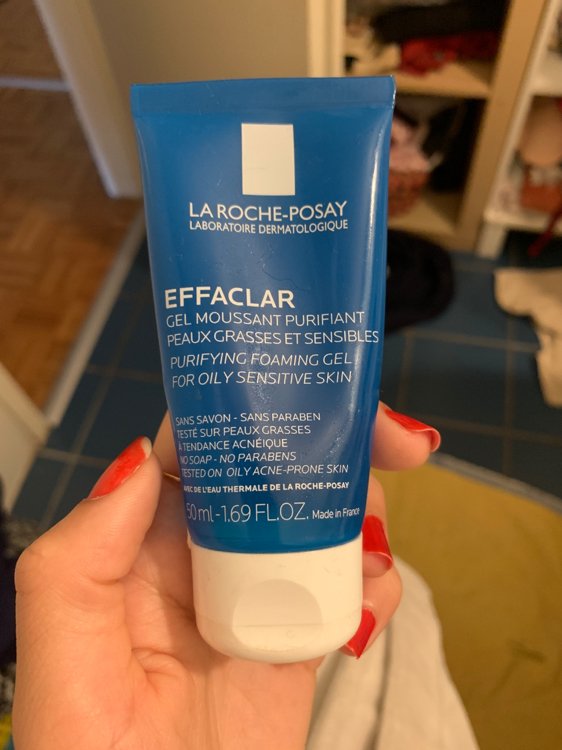 LA ROCHE-POSAY
LABORATOIRE DERMATOLOGIQUE
EFFACLAR
GEL MOUSSANT PURIFIANT
PEAUX GRASSES ET SENSIBLES
PURIFYING FOAMING GEL
FOR OILY SENSITIVE SKIN
SANS SAVON - SANS PARABEN
TESTÉ SUR PEAUX GRASSES
À TENDANCE ACNÉIQUE
NO SOAP - NO PARABENS
TESTED ON OILY ACNE-PRONE SKIN
AVEC DE L'EAU THERMALE DE LA ROCHE-POSAY
50 ml - 1.69 FL.OZ. Made in France